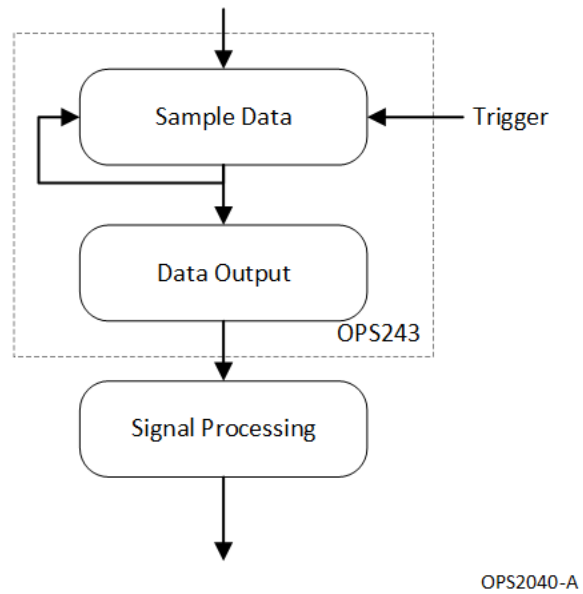 Sample Data
Trigger
Data Output
OPS243
Signal Processing
OPS2040-A